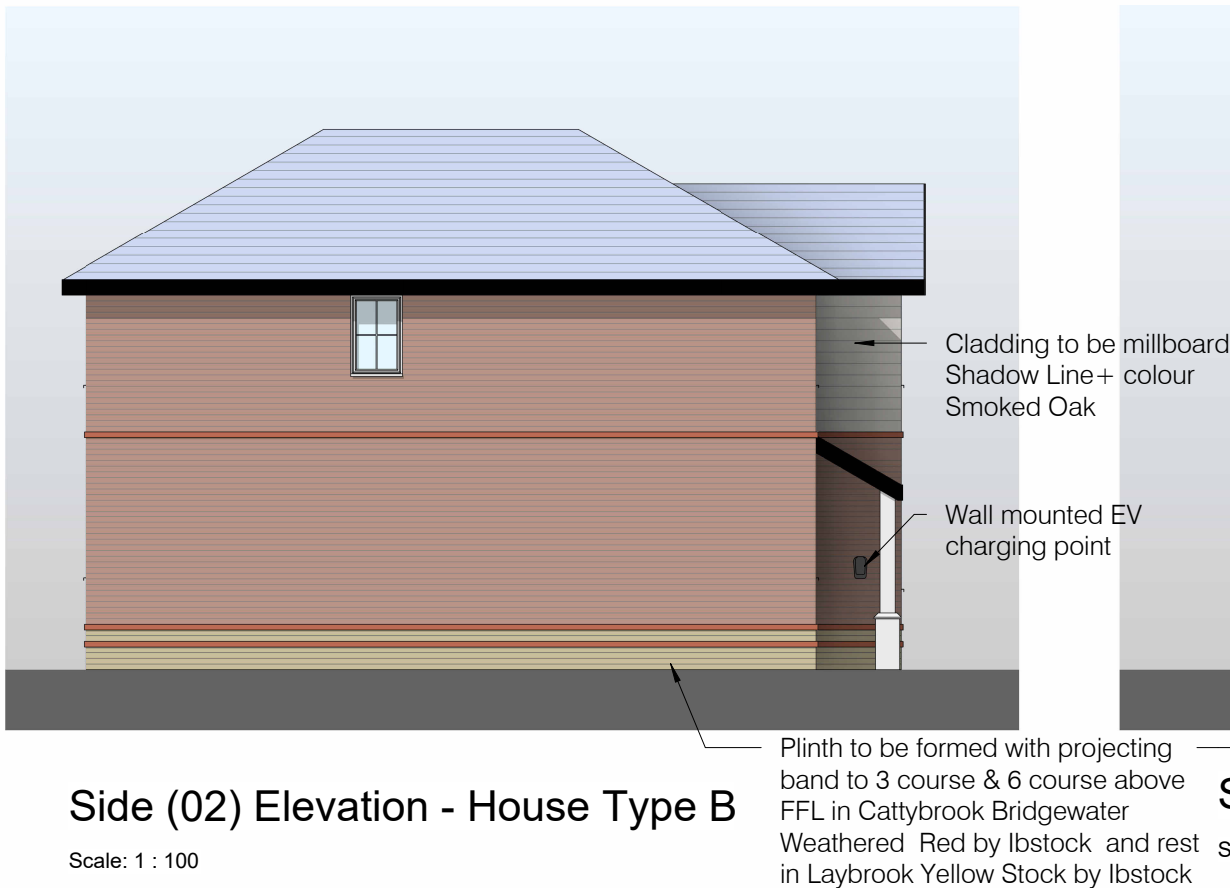 Cladding to be millboard
Shadow Line+ colour
Smoked Oak
Wall mounted EV
charging point
Plinth to be formed with projecting
band to 3 course & 6 course above
FFL in Cattybrook Bridgewater
Weathered Red by Ibstock and rest
in Laybrook Yellow Stock by Ibstock
Side (02) Elevation - House Type B
Scale: 1 : 100